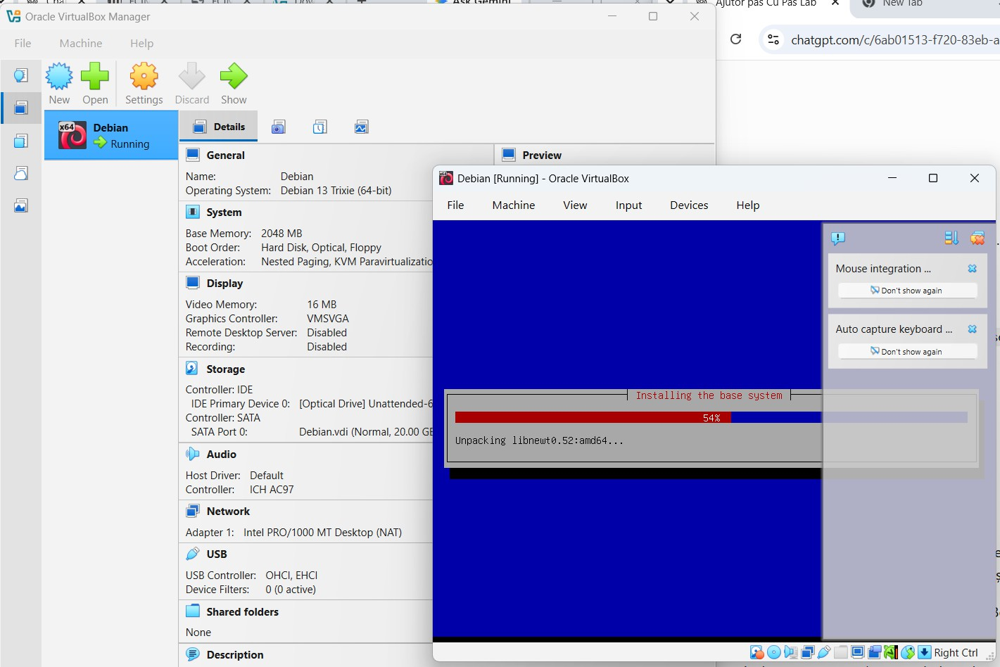 Oracle VirtualBox Manager
File Machine Help
New Open Settings Discard Show
Debian
Running
Details
General
Name: Debian
Operating System: Debian 13 Trixie (64-bit)
System
Base Memory: 2048 MB
Boot Order: Hard Disk, Optical, Floppy
Acceleration: Nested Paging, KVM Paravirtualizatio
Display
Video Memory: 16 MB
Graphics Controller: VMSVGA
Remote Desktop Server: Disabled
Recording: Disabled
Storage
Controller: IDE
IDE Primary Device 0: [Optical Drive] Unattended-6
Controller: SATA
SATA Port 0: Debian.vdi (Normal, 20.00 GB
Audio
Host Driver: Default
Controller: ICH AC97
Network
Adapter 1: Intel PRO/1000 MT Desktop (NAT)
USB
USB Controller: OHCI, EHCI
Device Filters: 0 (0 active)
Shared folders
None
Description
Preview
Ajutor pas Cu Pas Lab
New Tab
chatgpt.com/c/6ab01513-f720-83eb-a
Debian [Running] - Oracle VirtualBox
File Machine View Input Devices Help
Mouse integration ...
Don't show again
Auto capture keyboard ...
Don't show again
Installing the base system
54%
Unpacking libnewt0.52:amd64...
Right Ctrl
x64